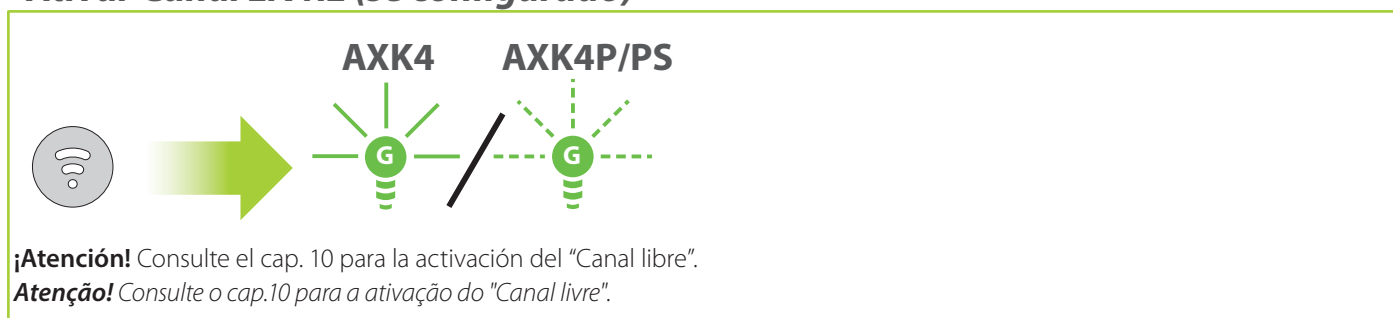 AXK4 AXK4P/PS
G G
¡Atención! Consulte el cap. 10 para la activación del “Canal libre”.
Atenção! Consulte o cap.10 para a ativação do "Canal livre".